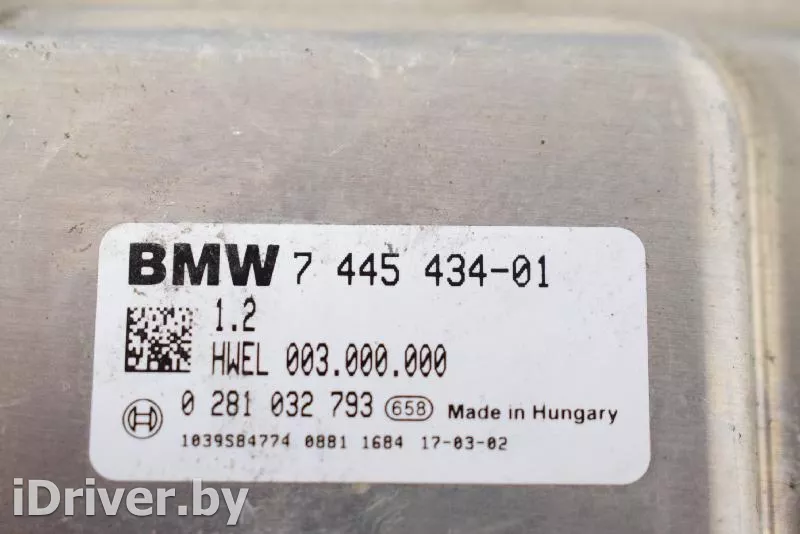 BMW 7 445 434-01
1.2
HWEL 003.000.000
0 281 032 793 658 Made in Hungary
1039S84774 0881 1684 17-03-02
iDriver.by